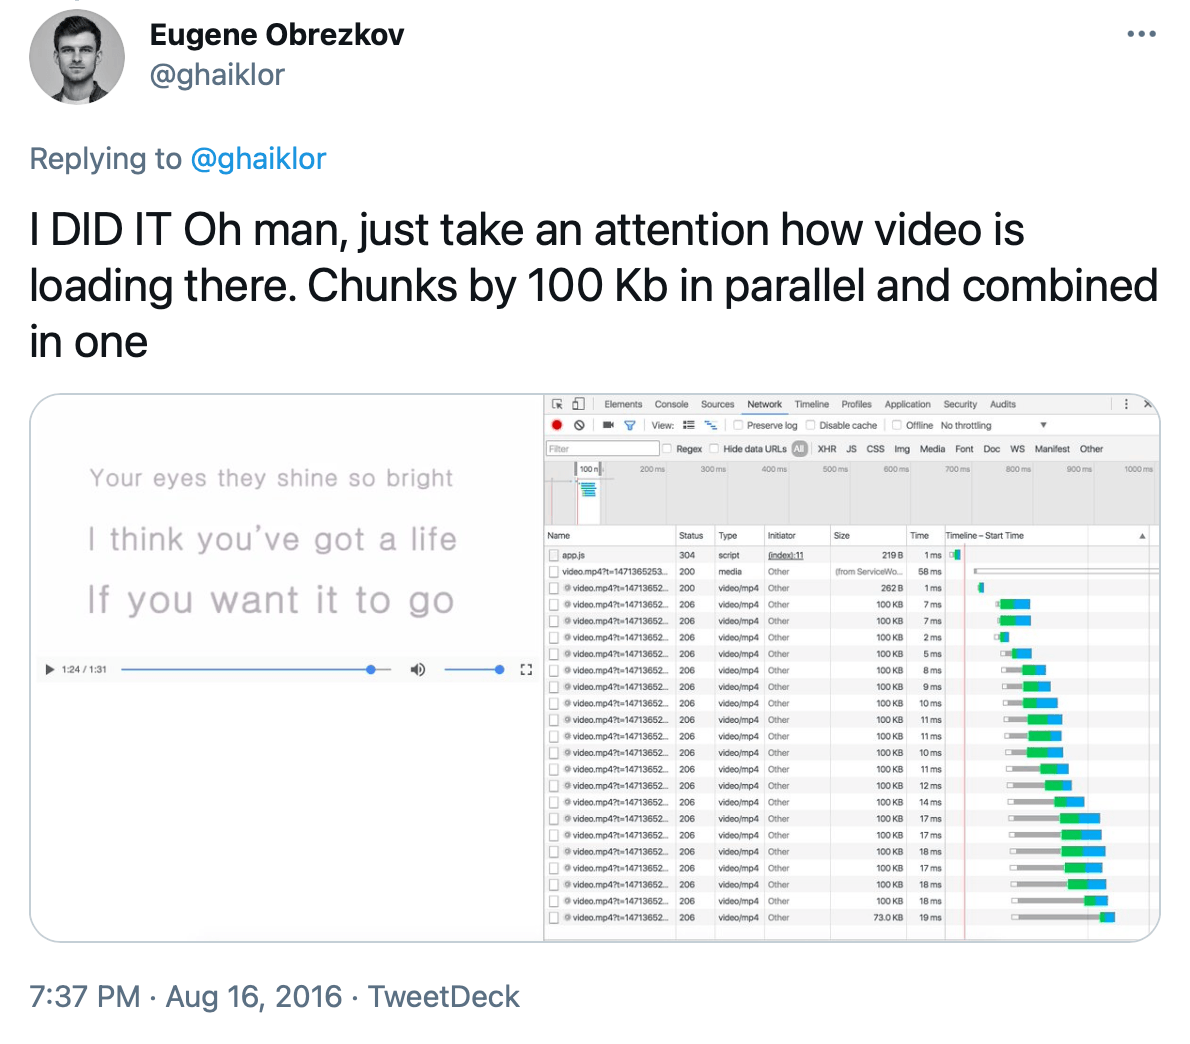 Eugene Obrezkov
@ghaiklor
Replying to @ghaiklor
I DID IT Oh man, just take an attention how video is
loading there. Chunks by 100 Kb in parallel and combined
in one
Your eyes they shine so bright
I think you've got a life
If you want it to go
1:24 / 1:31
Elements Console Sources Network Timeline Profiles Application Security Audits
View: Preserve log Disable cache Offline No throttling
Filter Regex Hide data URLs All XHR JS CSS Img Media Font Doc WS Manifest Other
100 n 200 ms 300 ms 400 ms 500 ms 600 ms 700 ms 800 ms 900 ms 1000 ms
Name Status Type Initiator Size Time Timeline – Start Time
app.js 304 script (index):11 219 B 1 ms
video.mp4?t=1471365253... 200 media Other (from ServiceWo... 58 ms
video.mp4?t=14713652... 200 video/mp4 Other 262 B 1 ms
video.mp4?t=14713652... 206 video/mp4 Other 100 KB 7 ms
video.mp4?t=14713652... 206 video/mp4 Other 100 KB 7 ms
video.mp4?t=14713652... 206 video/mp4 Other 100 KB 2 ms
video.mp4?t=14713652... 206 video/mp4 Other 100 KB 5 ms
video.mp4?t=14713652... 206 video/mp4 Other 100 KB 8 ms
video.mp4?t=14713652... 206 video/mp4 Other 100 KB 9 ms
video.mp4?t=14713652... 206 video/mp4 Other 100 KB 10 ms
video.mp4?t=14713652... 206 video/mp4 Other 100 KB 11 ms
video.mp4?t=14713652... 206 video/mp4 Other 100 KB 11 ms
video.mp4?t=14713652... 206 video/mp4 Other 100 KB 10 ms
video.mp4?t=14713652... 206 video/mp4 Other 100 KB 11 ms
video.mp4?t=14713652... 206 video/mp4 Other 100 KB 12 ms
video.mp4?t=14713652... 206 video/mp4 Other 100 KB 14 ms
video.mp4?t=14713652... 206 video/mp4 Other 100 KB 17 ms
video.mp4?t=14713652... 206 video/mp4 Other 100 KB 17 ms
video.mp4?t=14713652... 206 video/mp4 Other 100 KB 18 ms
video.mp4?t=14713652... 206 video/mp4 Other 100 KB 17 ms
video.mp4?t=14713652... 206 video/mp4 Other 100 KB 18 ms
video.mp4?t=14713652... 206 video/mp4 Other 100 KB 18 ms
video.mp4?t=14713652... 206 video/mp4 Other 73.0 KB 19 ms
7:37 PM · Aug 16, 2016 · TweetDeck